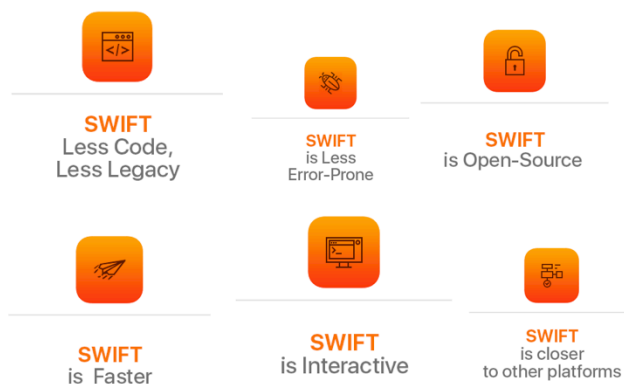 </>
SWIFT
Less Code,
Less Legacy
SWIFT
is Less
Error-Prone
SWIFT
is Open-Source
SWIFT
is Faster
>_
SWIFT
is Interactive
SWIFT
is closer
to other platforms